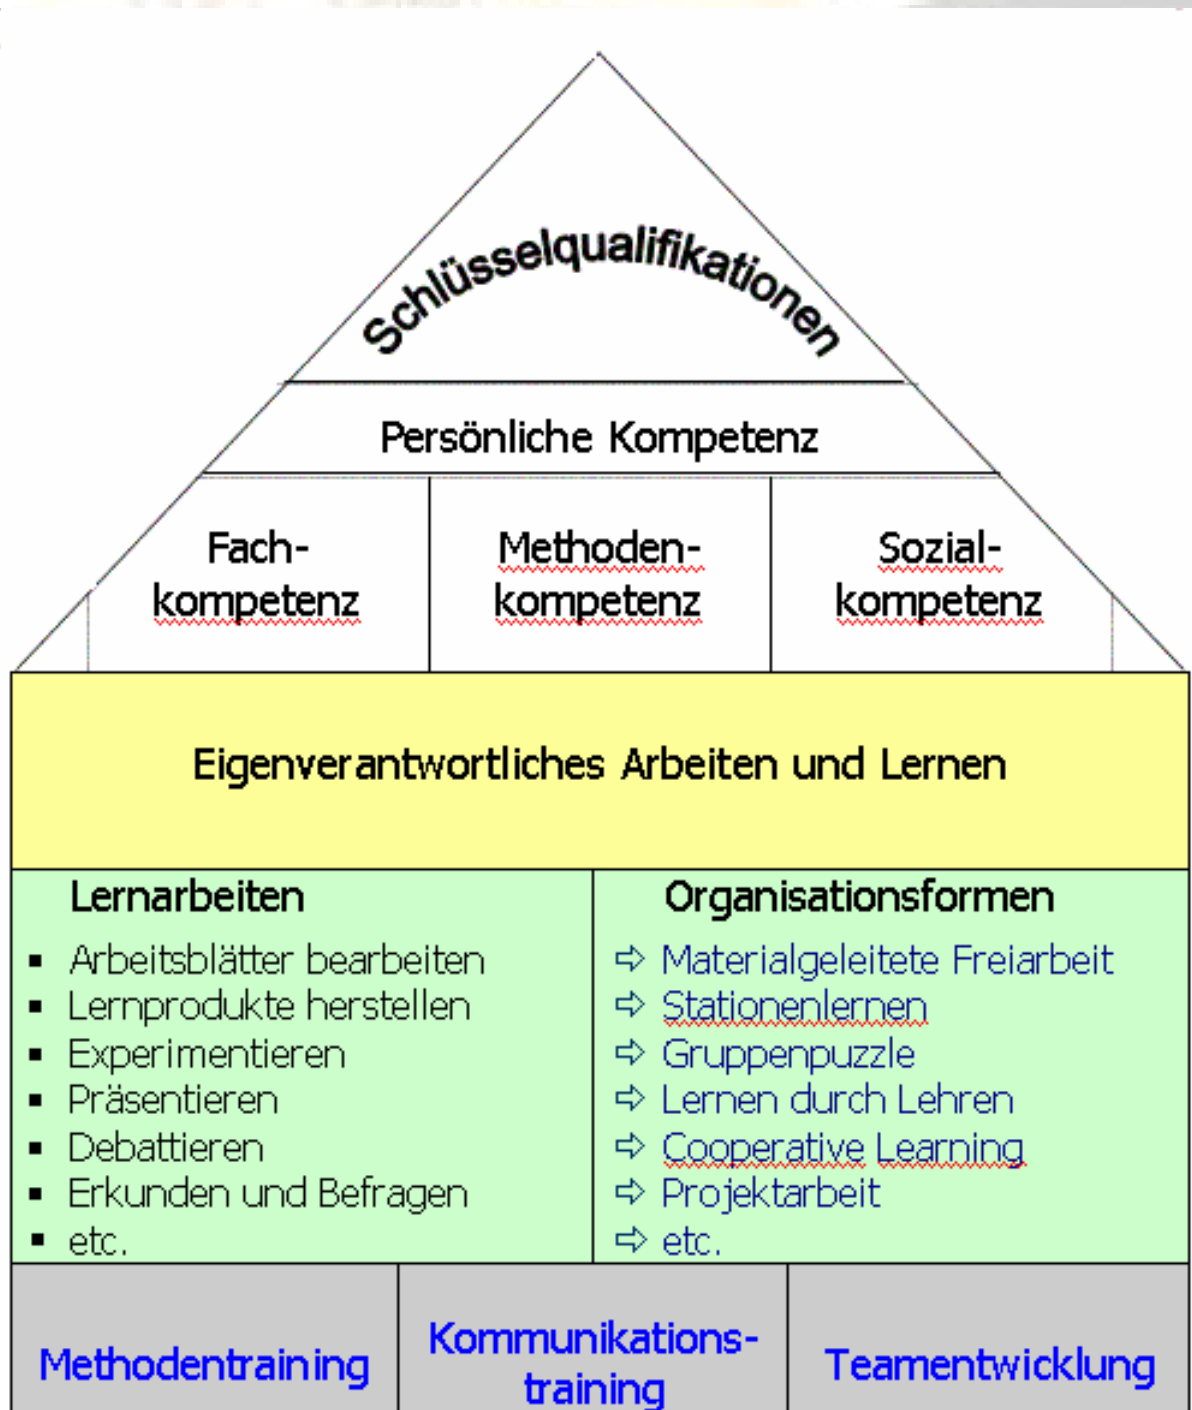 Schlüsselqualifikationen
Persönliche Kompetenz
Fach-
kompetenz
Methoden-
kompetenz
Sozial-
kompetenz
Eigenverantwortliches Arbeiten und Lernen
Lernarbeiten
▪ Arbeitsblätter bearbeiten
▪ Lernprodukte herstellen
▪ Experimentieren
▪ Präsentieren
▪ Debattieren
▪ Erkunden und Befragen
▪ etc.
Organisationsformen
⇨ Materialgeleitete Freiarbeit
⇨ Stationenlernen
⇨ Gruppenpuzzle
⇨ Lernen durch Lehren
⇨ Cooperative Learning
⇨ Projektarbeit
⇨ etc.
Methodentraining
Kommunikations-
training
Teamentwicklung